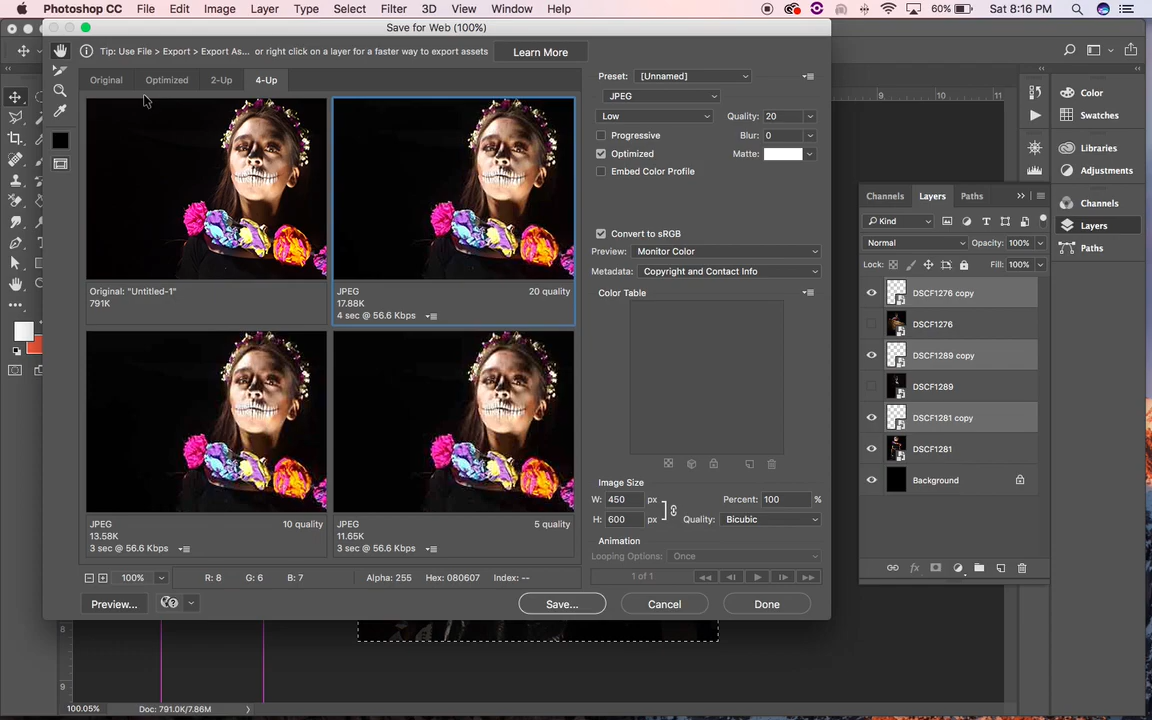 Photoshop CC File Edit Image Layer Type Select Filter 3D View Window Help 60% Sat 8:16 PM
Save for Web (100%)
Tip: Use File > Export > Export As... or right click on a layer for a faster way to export assets Learn More
Original Optimized 2-Up 4-Up
Original: "Untitled-1"
791K
JPEG 20 quality
17.88K
4 sec @ 56.6 Kbps
JPEG 10 quality
13.58K
3 sec @ 56.6 Kbps
JPEG 5 quality
11.65K
3 sec @ 56.6 Kbps
100% R: 8 G: 6 B: 7 Alpha: 255 Hex: 080607 Index: --
Preview... Save... Cancel Done
Preset: [Unnamed]
JPEG
Low Quality: 20
Progressive Blur: 0
Optimized Matte:
Embed Color Profile
Convert to sRGB
Preview: Monitor Color
Metadata: Copyright and Contact Info
Color Table
Image Size
W: 450 px Percent: 100 %
H: 600 px Quality: Bicubic
Animation
Looping Options: Once
1 of 1
9 10 11
Color
Swatches
Libraries
Adjustments
Channels
Layers
Paths
Channels Layers Paths
Kind
Normal Opacity: 100%
Lock: Fill: 100%
DSCF1276 copy
DSCF1276
DSCF1289 copy
DSCF1289
DSCF1281 copy
DSCF1281
Background
8
9
100.05% Doc: 791.0K/7.86M